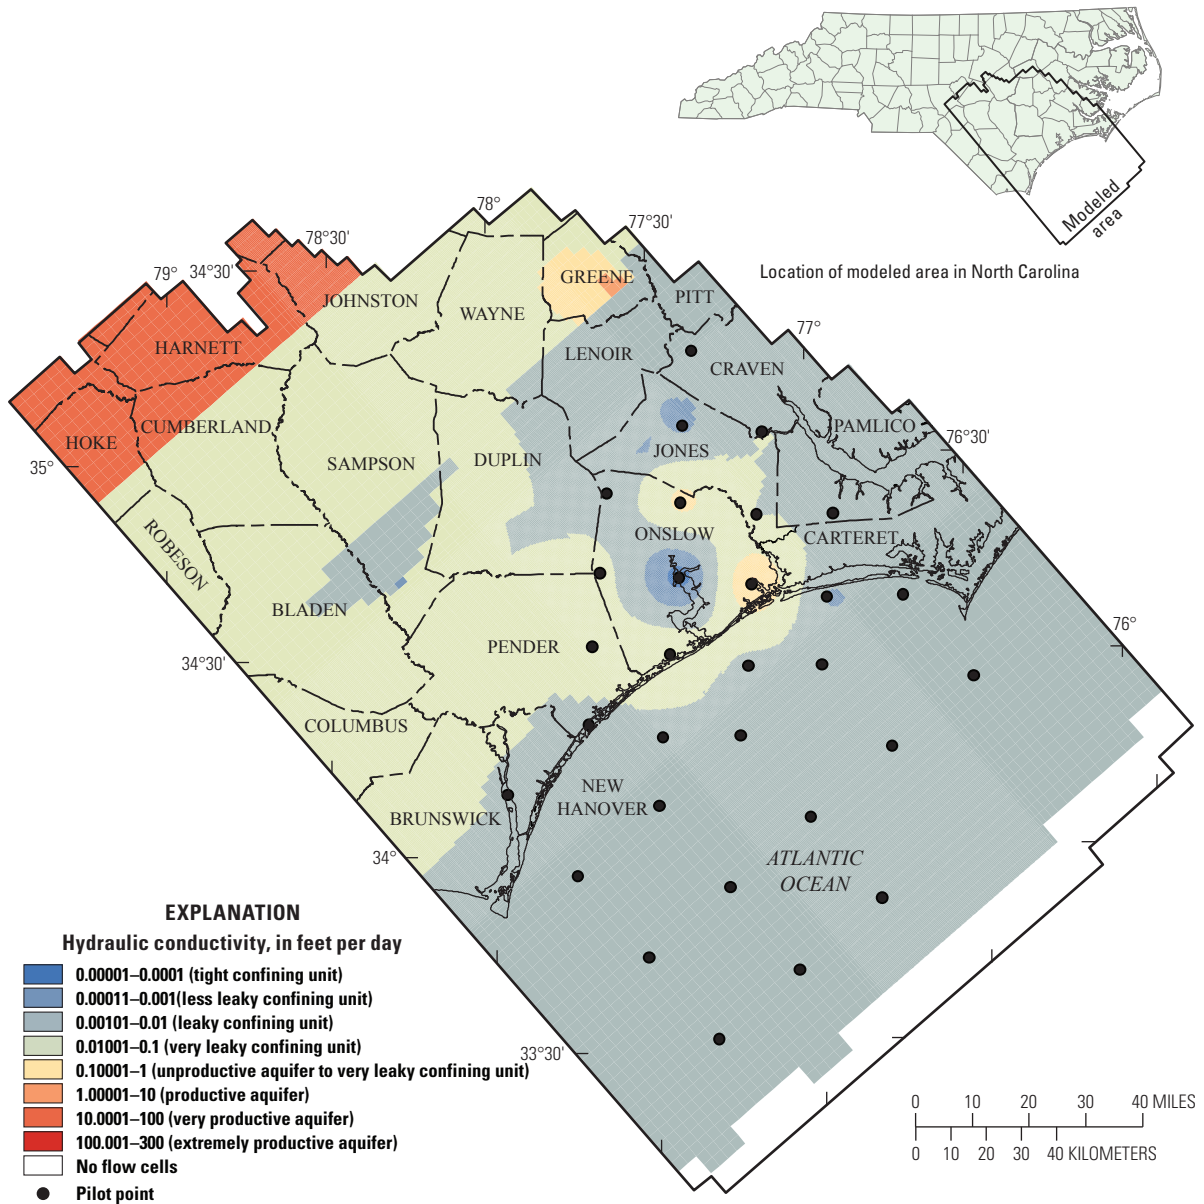 Modeled
area
Location of modeled area in North Carolina
78°
77°30'
78°30'
79°
34°30'
GREENE
PITT
JOHNSTON
WAYNE
77°
HARNETT
LENOIR
CRAVEN
HOKE
CUMBERLAND
PAMLICO
76°30'
35°
SAMPSON
DUPLIN
JONES
ROBESON
ONSLOW
CARTERET
BLADEN
76°
PENDER
34°30'
COLUMBUS
NEW
HANOVER
BRUNSWICK
34°
ATLANTIC
OCEAN
33°30'
EXPLANATION
Hydraulic conductivity, in feet per day
0.00001–0.0001 (tight confining unit)
0.00011–0.001(less leaky confining unit)
0.00101–0.01 (leaky confining unit)
0.01001–0.1 (very leaky confining unit)
0.10001–1 (unproductive aquifer to very leaky confining unit)
1.00001–10 (productive aquifer)
10.0001–100 (very productive aquifer)
100.001–300 (extremely productive aquifer)
No flow cells
Pilot point
0 10 20 30 40 MILES
0 10 20 30 40 KILOMETERS